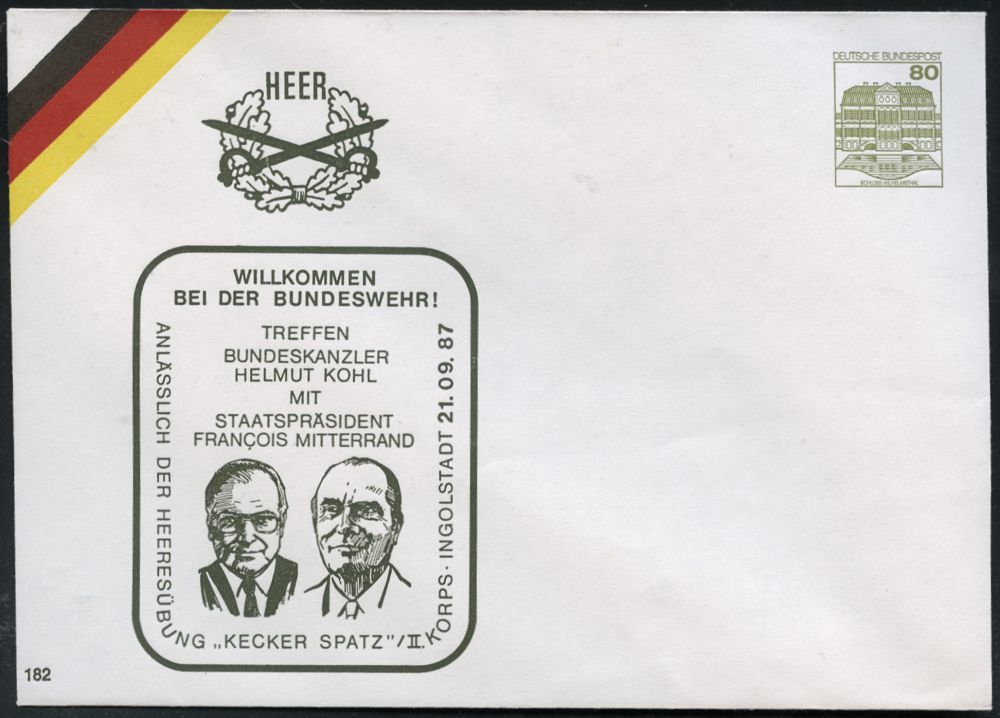 HEER
DEUTSCHE BUNDESPOST
80
SCHLOSS WILHELMSTHAL
WILLKOMMEN
BEI DER BUNDESWEHR!
TREFFEN
BUNDESKANZLER
HELMUT KOHL
MIT
STAATSPRÄSIDENT
FRANÇOIS MITTERRAND
ANLÄSSLICH DER HEERESÜBUNG „KECKER SPATZ"/II. KORPS · INGOLSTADT 21.09.87
182